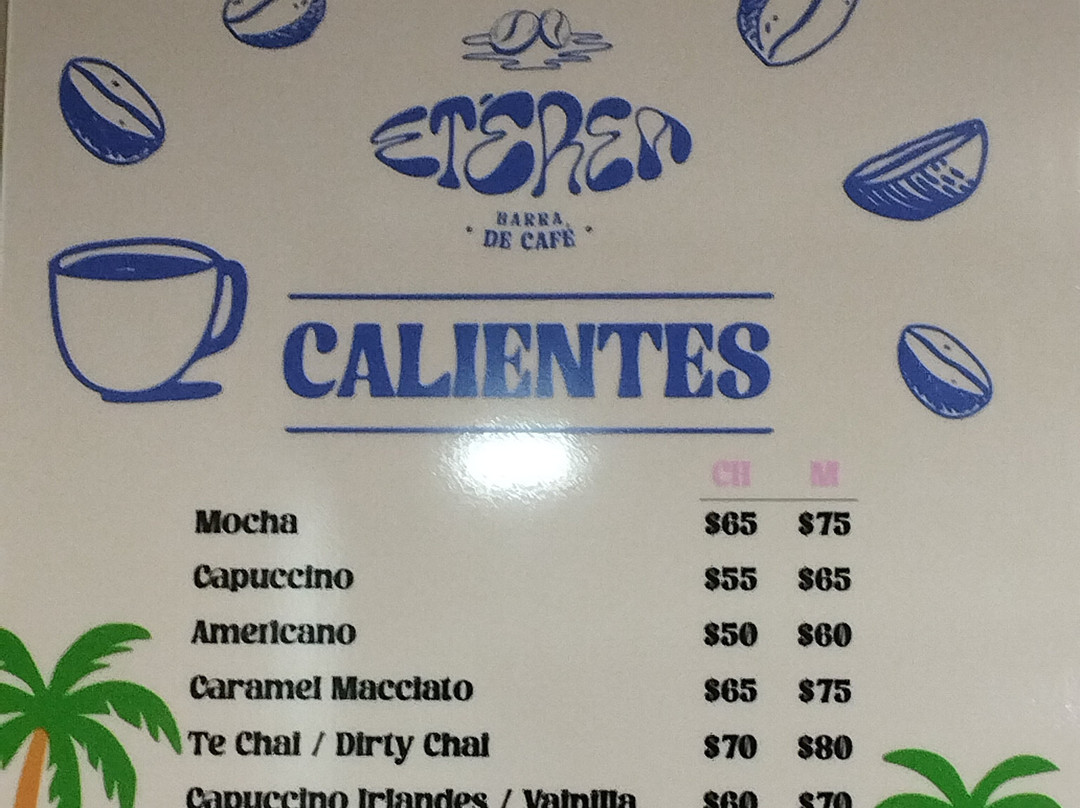 ETÉREA
BARRA
DE CAFÉ
CALIENTES
CH M
Mocha $65 $75
Capuccino $55 $65
Americano $50 $60
Caramel Macciato $65 $75
Te Chai / Dirty Chai $70 $80
Capuccino Irlandes / Vainilla $60 $70